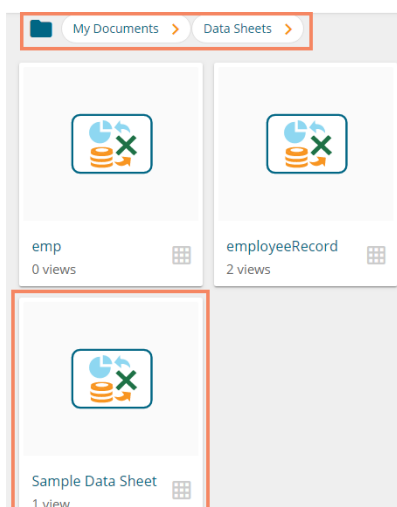 My Documents > Data Sheets >
emp
0 views
employeeRecord
2 views
Sample Data Sheet
1 view